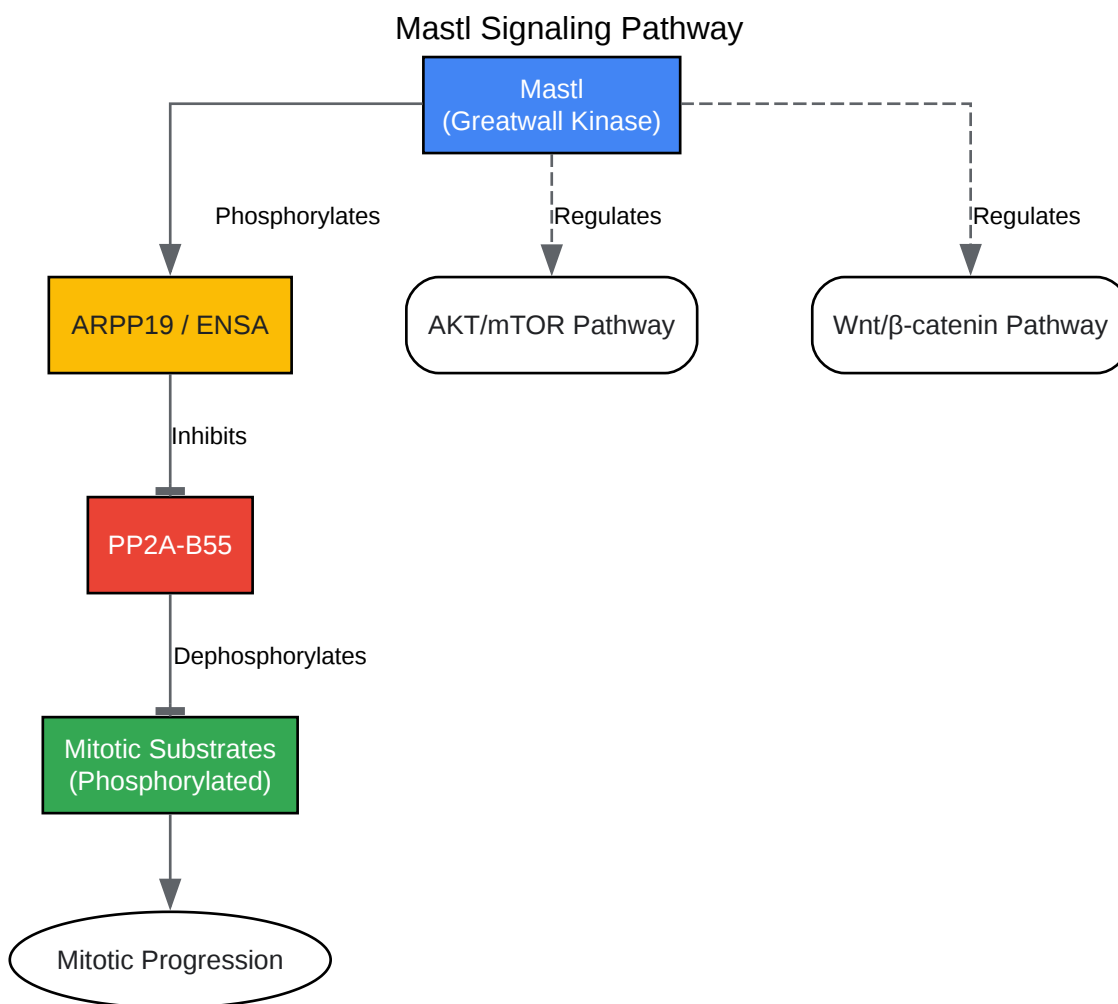 Mastl Signaling Pathway
Mastl
(Greatwall Kinase)
Phosphorylates
Regulates
Regulates
ARPP19 / ENSA
AKT/mTOR Pathway
Wnt/β-catenin Pathway
Inhibits
PP2A-B55
Dephosphorylates
Mitotic Substrates
(Phosphorylated)
Mitotic Progression